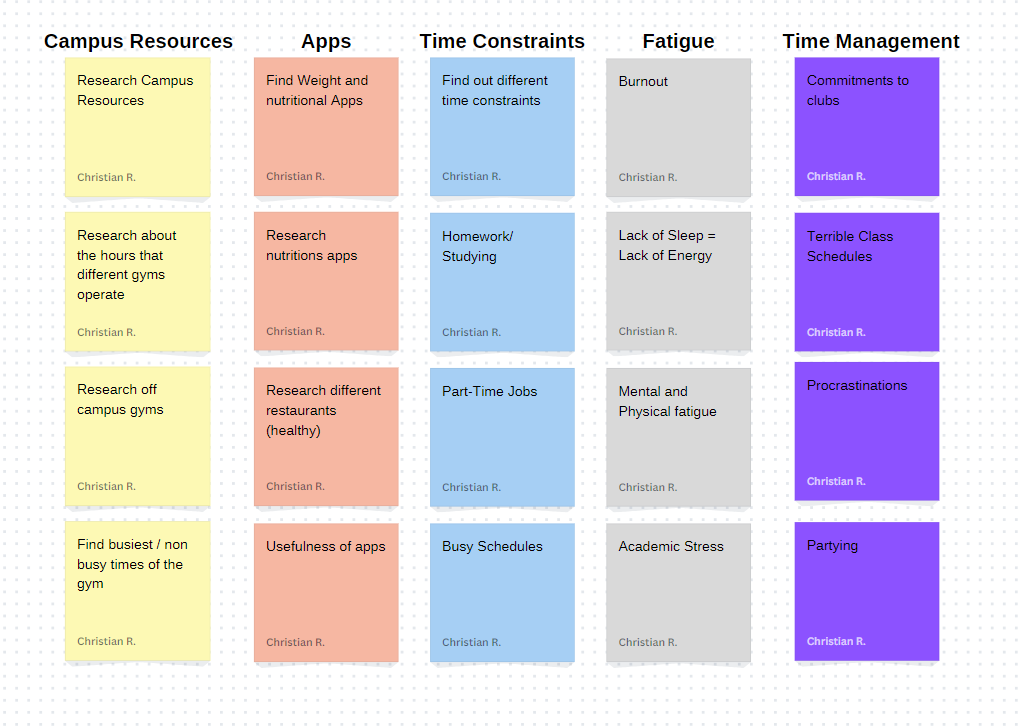 Campus Resources
Apps
Time Constraints
Fatigue
Time Management
Research Campus
Resources
Christian R.
Find Weight and
nutritional Apps
Christian R.
Find out different
time constraints
Christian R.
Burnout
Christian R.
Commitments to
clubs
Christian R.
Research about
the hours that
different gyms
operate
Christian R.
Research
nutritions apps
Christian R.
Homework/
Studying
Christian R.
Lack of Sleep =
Lack of Energy
Christian R.
Terrible Class
Schedules
Christian R.
Research off
campus gyms
Christian R.
Research different
restaurants
(healthy)
Christian R.
Part-Time Jobs
Christian R.
Mental and
Physical fatigue
Christian R.
Procrastinations
Christian R.
Find busiest / non
busy times of the
gym
Christian R.
Usefulness of apps
Christian R.
Busy Schedules
Christian R.
Academic Stress
Christian R.
Partying
Christian R.